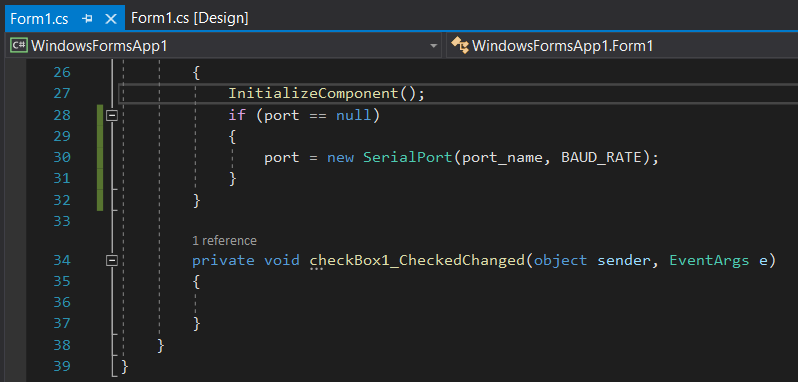 Form1.cs Form1.cs [Design]
C# WindowsFormsApp1 WindowsFormsApp1.Form1
26 {
27 InitializeComponent();
28 if (port == null)
29 {
30 port = new SerialPort(port_name, BAUD_RATE);
31 }
32 }
33
1 reference
34 private void checkBox1_CheckedChanged(object sender, EventArgs e)
35 {
36
37 }
38 }
39 }